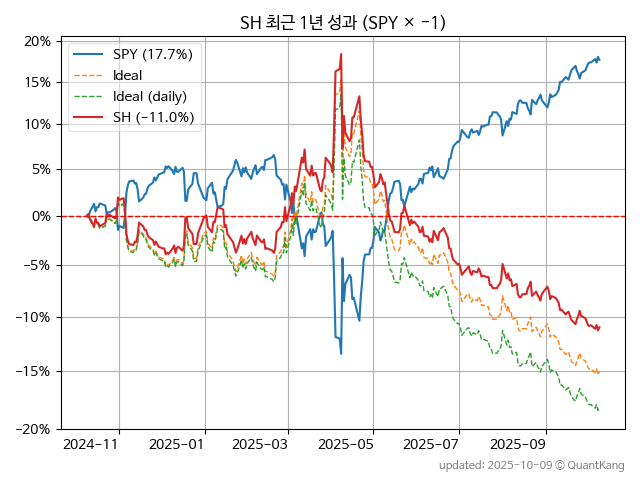 SH 최근 1년 성과 (SPY × −1)
SPY (17.7%)
Ideal
Ideal (daily)
SH (−11.0%)
20%
15%
10%
5%
0%
−5%
−10%
−15%
−20%
2024-11
2025-01
2025-03
2025-05
2025-07
2025-09
updated: 2025-10-09 © QuantKang